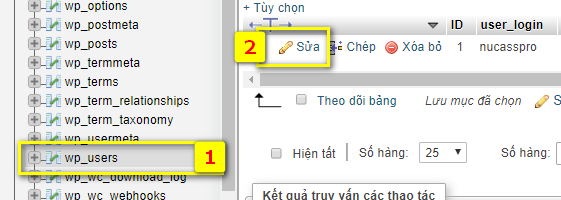 wp_options
wp_postmeta
wp_posts
wp_termmeta
wp_terms
wp_term_relationships
wp_term_taxonomy
wp_usermeta
wp_users
1
wp_wc_download_log
wp_wc_webhooks
+ Tùy chọn
ID user_login
2 Sửa Chép Xóa bỏ 1 nucasspro
Theo dõi bảng Lưu mục đã chọn Sửa
Hiện tất Số hàng: 25 Số hàng:
Kết quả truy vấn các thao tác